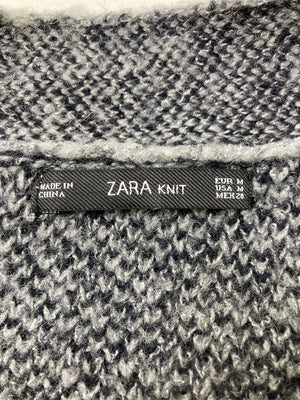 MADE IN
CHINA
ZARA KNIT
EUR M
USA M
MEX 28